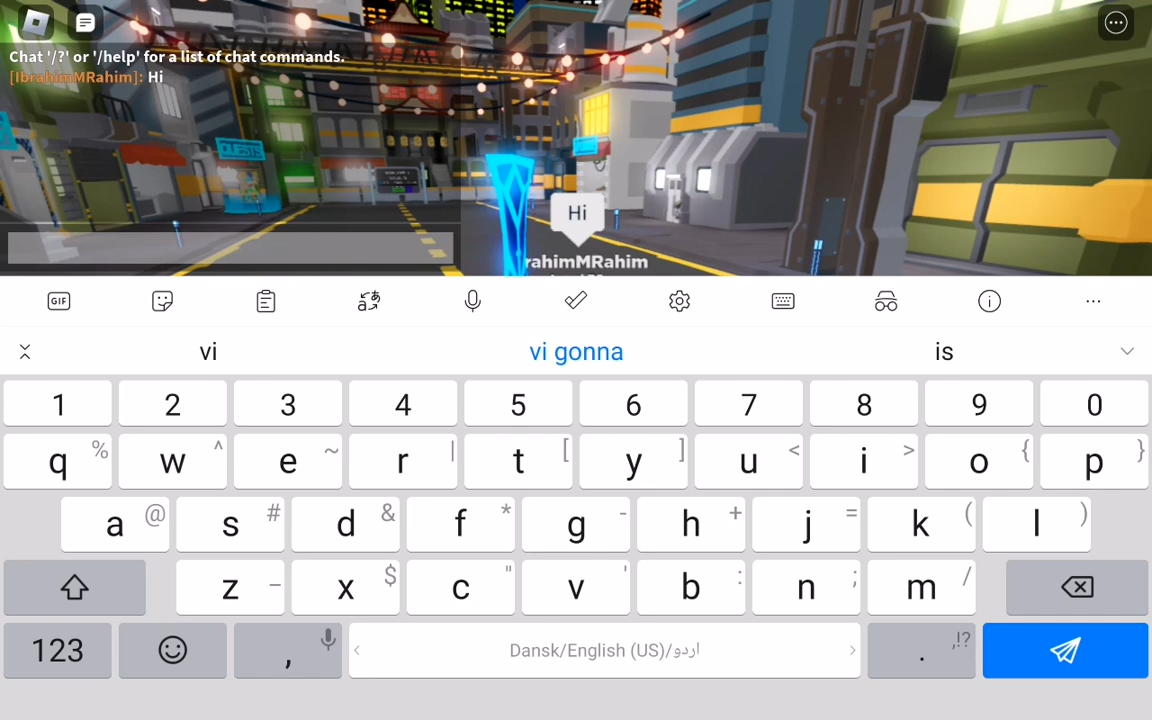 Chat '/?' or '/help' for a list of chat commands.
[IbrahimMRahim]: Hi
QUESTS
Hi
rahimMRahim
GIF
vi
vi gonna
is
1 2 3 4 5 6 7 8 9 0
q % w ^ e ~ r | t [ y ] u < i > o { p }
a @ s # d & f * g - h + j = k ( l )
z _ x $ c " v ' b : n ; m /
123 , Dansk/English (US)/اردو . ,!?